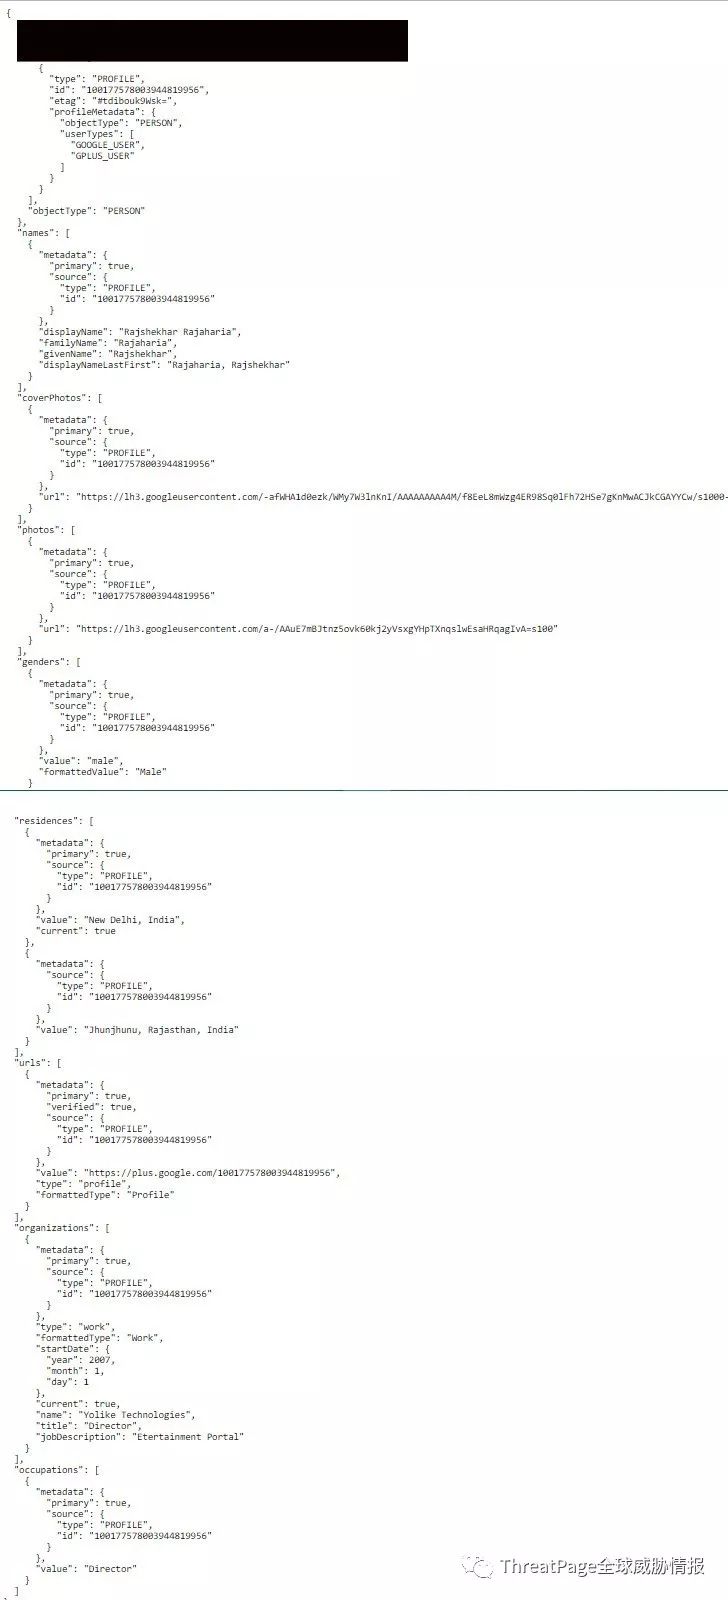 {
{
"type": "PROFILE",
"id": "100177578003944819956",
"etag": "#tdibouk9Wsk=",
"profileMetadata": {
"objectType": "PERSON",
"userTypes": [
"GOOGLE_USER",
"GPLUS_USER"
]
}
}
],
"objectType": "PERSON"
},
"names": [
{
"metadata": {
"primary": true,
"source": {
"type": "PROFILE",
"id": "100177578003944819956"
}
},
"displayName": "Rajshekhar Rajaharia",
"familyName": "Rajaharia",
"givenName": "Rajshekhar",
"displayNameLastFirst": "Rajaharia, Rajshekhar"
}
],
"coverPhotos": [
{
"metadata": {
"primary": true,
"source": {
"type": "PROFILE",
"id": "100177578003944819956"
}
},
"url": "https://lh3.googleusercontent.com/-afWHA1d0ezk/WMy7W3lnKnI/AAAAAAAAA4M/f8EeL8mWzg4ER98Sq0lFh72HSe7gKnMwACJkCGAYYCw/s1000-
}
],
"photos": [
{
"metadata": {
"primary": true,
"source": {
"type": "PROFILE",
"id": "100177578003944819956"
}
},
"url": "https://lh3.googleusercontent.com/a-/AAuE7mBJtnz5ovk60kj2yVsxgYHpTXnqslwEsaHRqagIvA=s100"
}
],
"genders": [
{
"metadata": {
"primary": true,
"source": {
"type": "PROFILE",
"id": "100177578003944819956"
}
},
"value": "male",
"formattedValue": "Male"
}
"residences": [
{
"metadata": {
"primary": true,
"source": {
"type": "PROFILE",
"id": "100177578003944819956"
}
},
"value": "New Delhi, India",
"current": true
},
{
"metadata": {
"source": {
"type": "PROFILE",
"id": "100177578003944819956"
}
},
"value": "Jhunjhunu, Rajasthan, India"
}
],
"urls": [
{
"metadata": {
"primary": true,
"verified": true,
"source": {
"type": "PROFILE",
"id": "100177578003944819956"
}
},
"value": "https://plus.google.com/100177578003944819956",
"type": "profile",
"formattedType": "Profile"
}
],
"organizations": [
{
"metadata": {
"primary": true,
"source": {
"type": "PROFILE",
"id": "100177578003944819956"
}
},
"type": "work",
"formattedType": "Work",
"startDate": {
"year": 2007,
"month": 1,
"day": 1
},
"current": true,
"name": "Yolike Technologies",
"title": "Director",
"jobDescription": "Etertainment Portal"
}
],
"occupations": [
{
"metadata": {
"primary": true,
"source": {
"type": "PROFILE",
"id": "100177578003944819956"
}
},
"value": "Director"
}
]
ThreatPage全球威胁情报